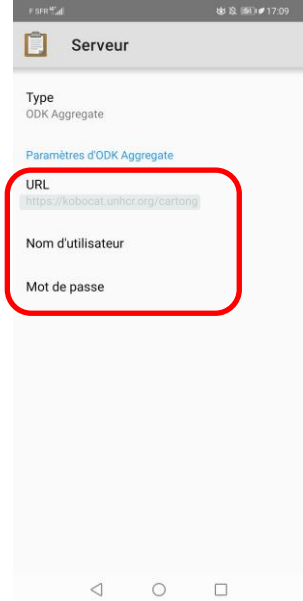 F SFR 17:09
Serveur
Type
ODK Aggregate
Paramètres d'ODK Aggregate
URL
https://kobocat.unhcr.org/cartong
Nom d'utilisateur
Mot de passe